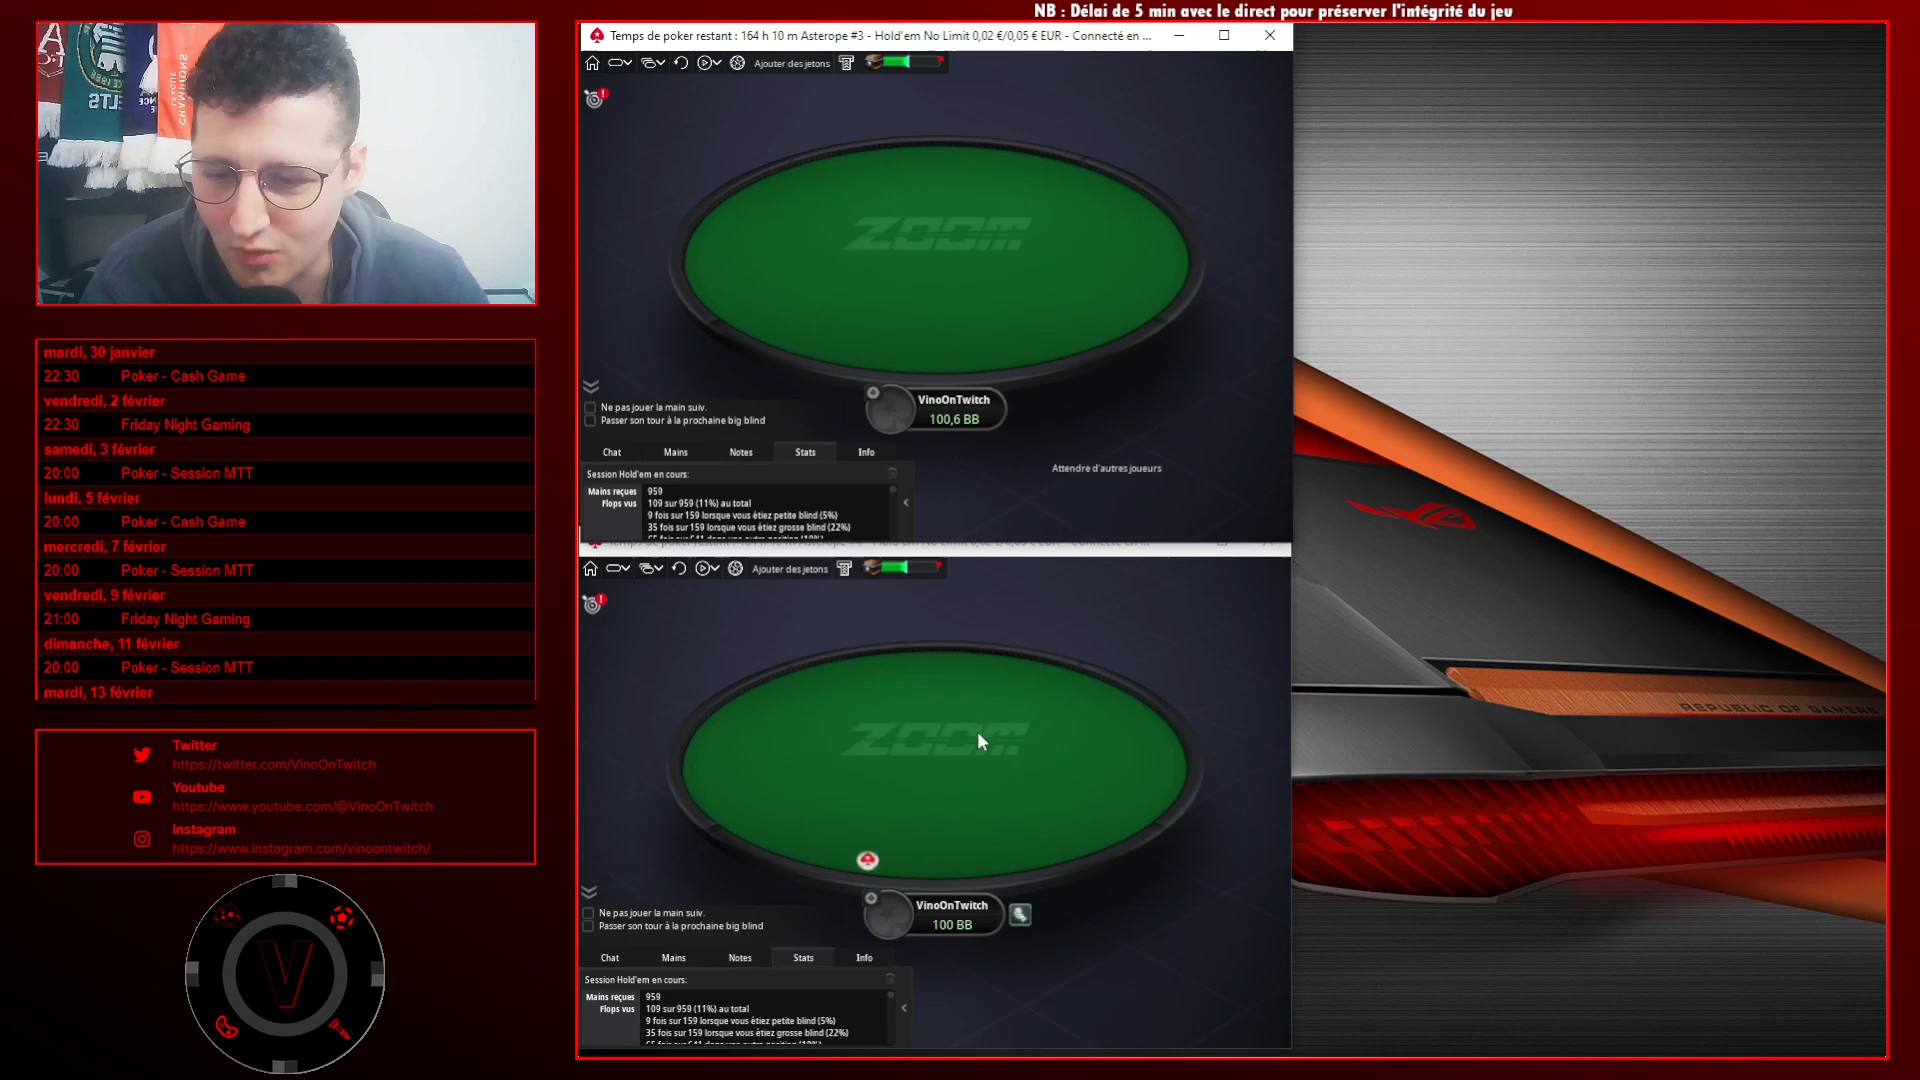 NB : Délai de 5 min avec le direct pour préserver l'intégrité du jeu
CHAMPIONS
mardi, 30 janvier
22:30 Poker - Cash Game
vendredi, 2 février
22:30 Friday Night Gaming
samedi, 3 février
20:00 Poker - Session MTT
lundi, 5 février
20:00 Poker - Cash Game
mercredi, 7 février
20:00 Poker - Session MTT
vendredi, 9 février
21:00 Friday Night Gaming
dimanche, 11 février
20:00 Poker - Session MTT
mardi, 13 février
Twitter
https://twitter.com/VinoOnTwitch
Youtube
https://www.youtube.com/@VinoOnTwitch
Instagram
https://www.instagram.com/vinoontwitch/
V
Temps de poker restant : 164 h 10 m Asterope #3 - Hold'em No Limit 0,02 €/0,05 € EUR - Connecté en ...
Ajouter des jetons
ZOOM
VinoOnTwitch
100,6 BB
Ne pas jouer la main suiv.
Passer son tour à la prochaine big blind
Chat Mains Notes Stats Info
Attendre d'autres joueurs
Session Hold'em en cours:
Mains reçues 959
Flops vus 109 sur 959 (11%) au total
9 fois sur 159 lorsque vous étiez petite blind (5%)
35 fois sur 159 lorsque vous étiez grosse blind (22%)
Ajouter des jetons
ZOOM
VinoOnTwitch
100 BB
Ne pas jouer la main suiv.
Passer son tour à la prochaine big blind
Chat Mains Notes Stats Info
Session Hold'em en cours:
Mains reçues 959
Flops vus 109 sur 959 (11%) au total
9 fois sur 159 lorsque vous étiez petite blind (5%)
35 fois sur 159 lorsque vous étiez grosse blind (22%)
REPUBLIC OF GAMERS